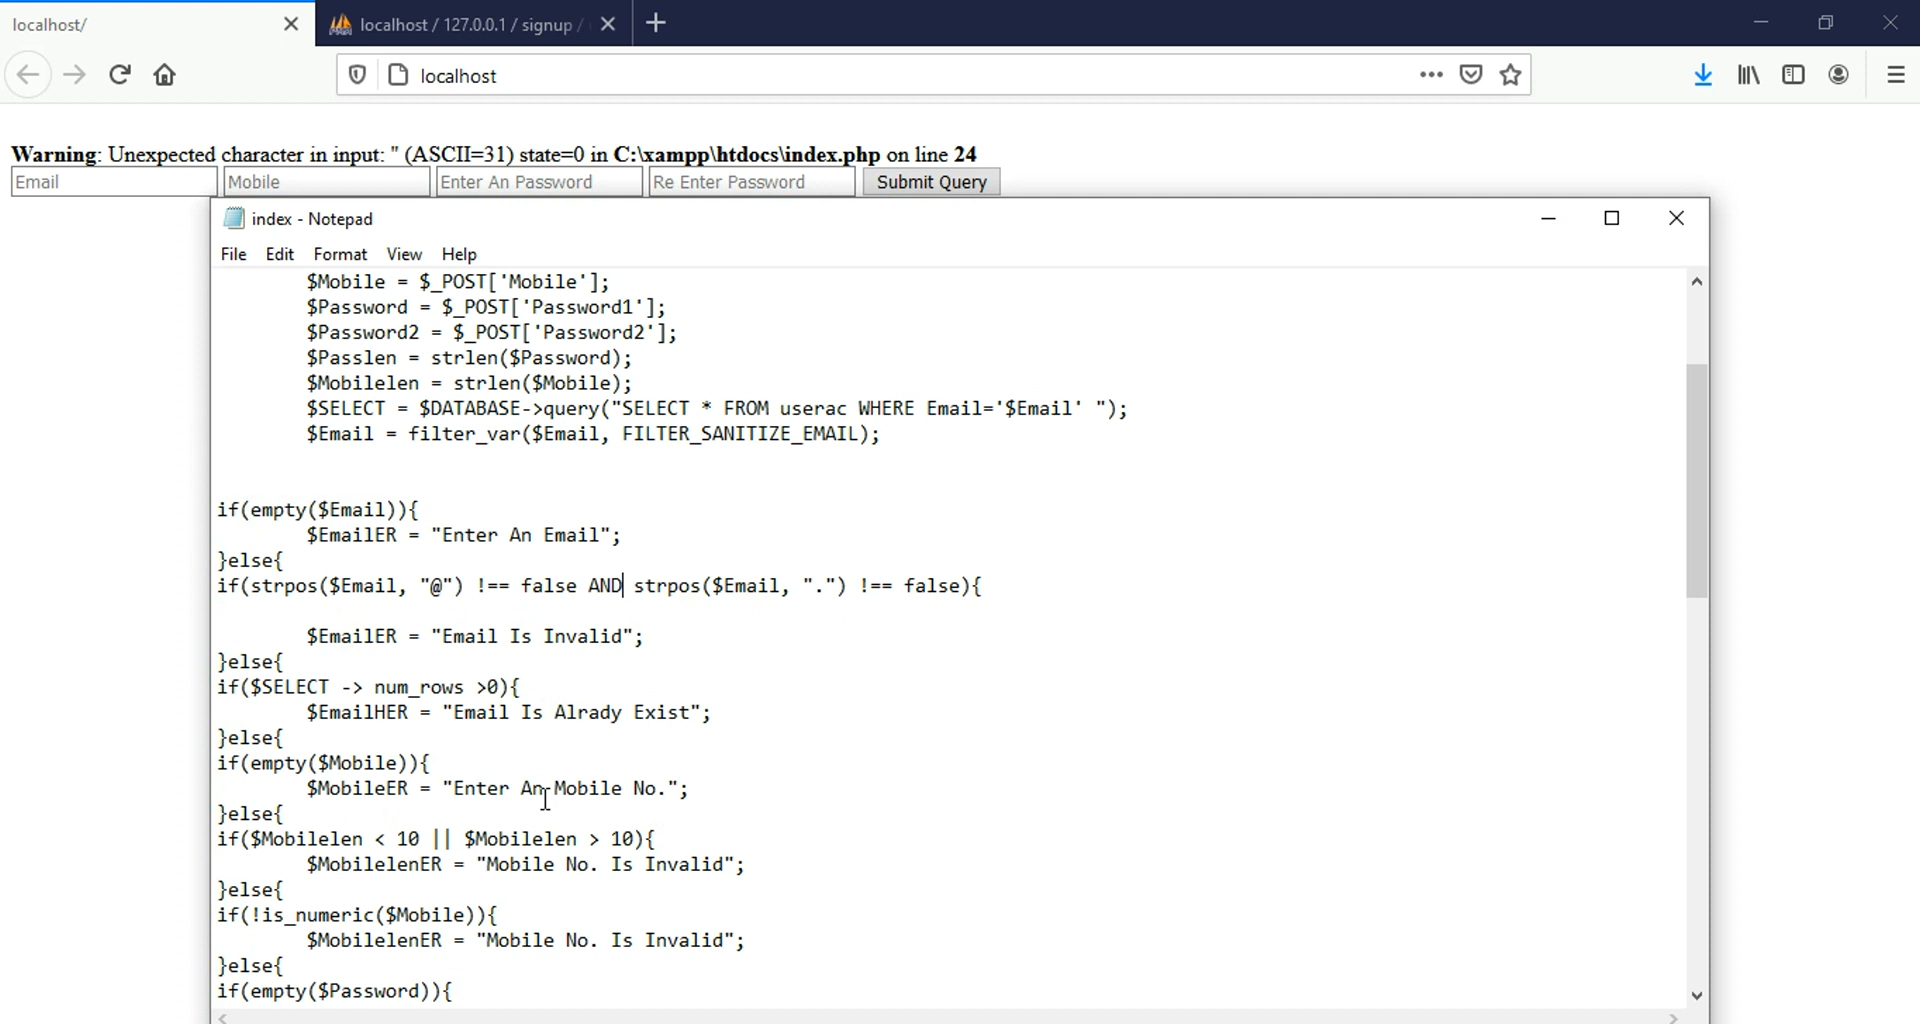 localhost/
localhost / 127.0.0.1 / signup /
localhost
Warning: Unexpected character in input: '' (ASCII=31) state=0 in C:\xampp\htdocs\index.php on line 24
Email Mobile Enter An Password Re Enter Password Submit Query
index - Notepad
File Edit Format View Help
$Mobile = $_POST['Mobile'];
$Password = $_POST['Password1'];
$Password2 = $_POST['Password2'];
$Passlen = strlen($Password);
$Mobilelen = strlen($Mobile);
$SELECT = $DATABASE->query("SELECT * FROM userac WHERE Email='$Email' ");
$Email = filter_var($Email, FILTER_SANITIZE_EMAIL);
if(empty($Email)){
$EmailER = "Enter An Email";
}else{
if(strpos($Email, "@") !== false AND strpos($Email, ".") !== false){
$EmailER = "Email Is Invalid";
}else{
if($SELECT -> num_rows >0){
$EmailHER = "Email Is Alrady Exist";
}else{
if(empty($Mobile)){
$MobileER = "Enter An Mobile No.";
}else{
if($Mobilelen < 10 || $Mobilelen > 10){
$MobilelenER = "Mobile No. Is Invalid";
}else{
if(!is_numeric($Mobile)){
$MobilelenER = "Mobile No. Is Invalid";
}else{
if(empty($Password)){